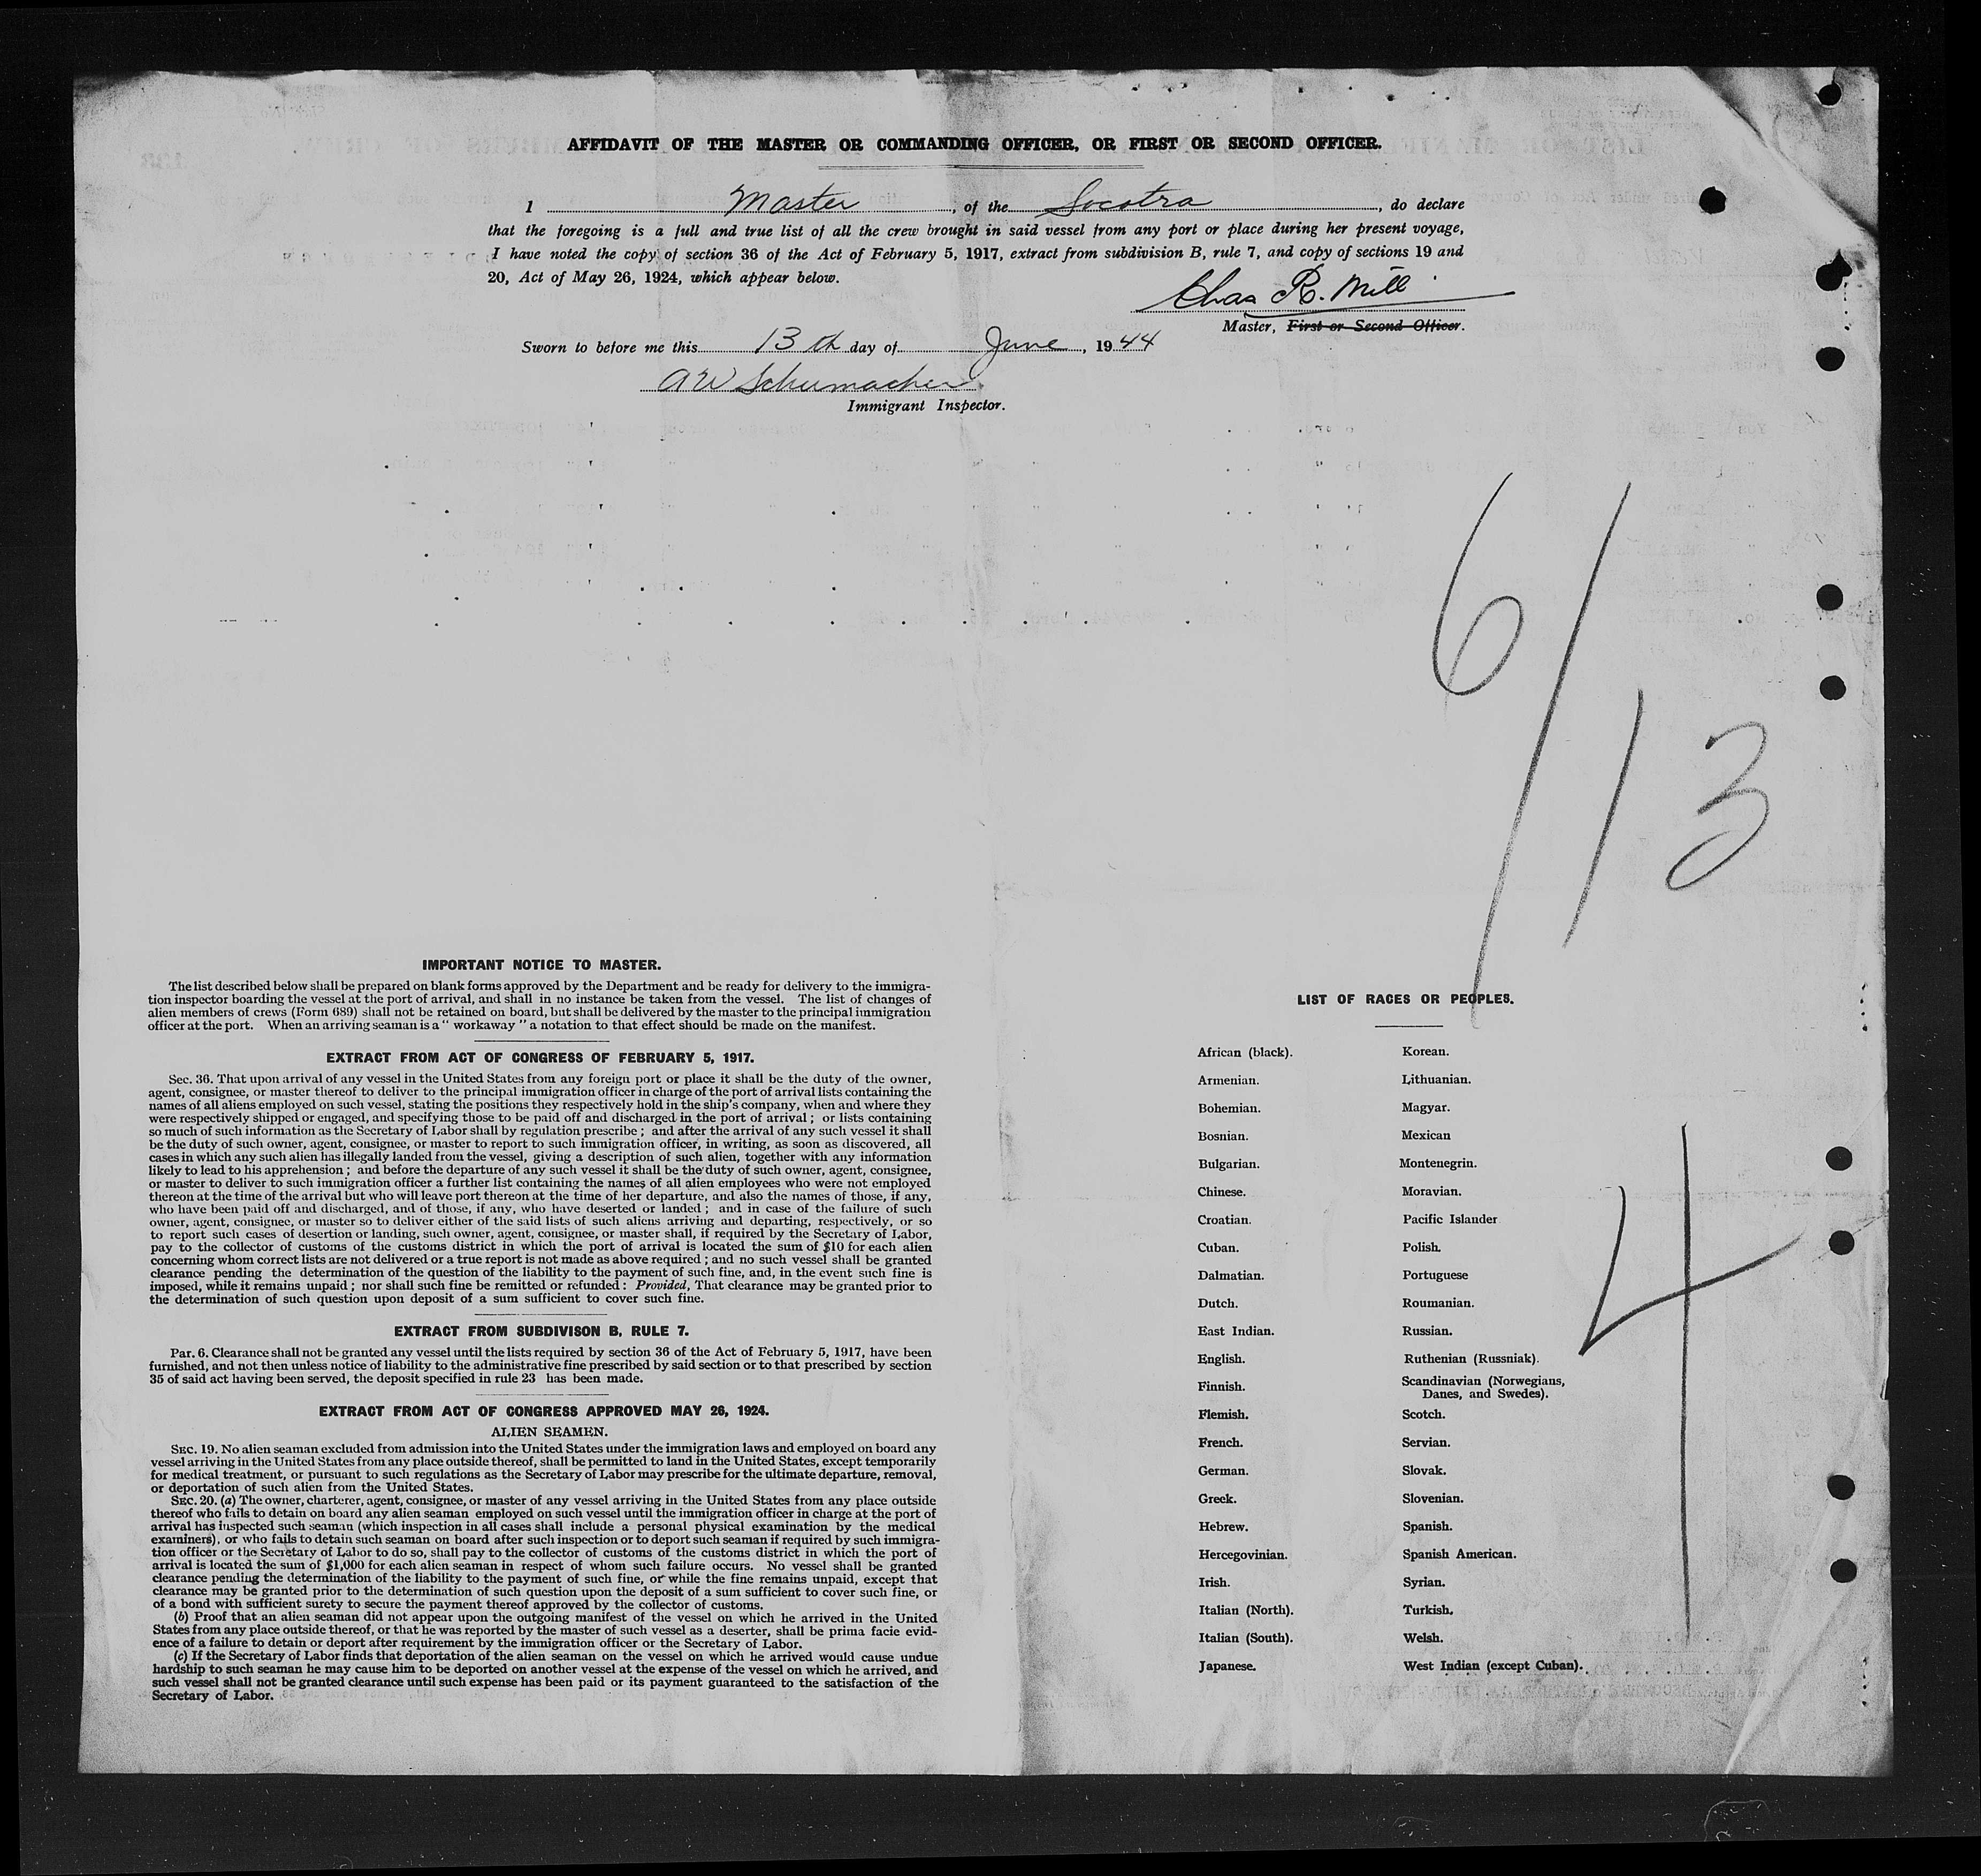 AFFIDAVIT OF THE MASTER OR COMMANDING OFFICER, OR FIRST OR SECOND OFFICER.
I Master, of the Socotra, do declare
that the foregoing is a full and true list of all the crew brought in said vessel from any port or place during her present voyage,
I have noted the copy of section 36 of the Act of February 5, 1917, extract from subdivision B, rule 7, and copy of sections 19 and
20, Act of May 26, 1924, which appear below.
Chas R. Mill
Master, First or Second Officer.
Sworn to before me this 13th day of June, 1944
AW Schumacher
Immigrant Inspector.
6/13
4
IMPORTANT NOTICE TO MASTER.
The list described below shall be prepared on blank forms approved by the Department and be ready for delivery to the immigra-
tion inspector boarding the vessel at the port of arrival, and shall in no instance be taken from the vessel. The list of changes of
alien members of crews (Form 689) shall not be retained on board, but shall be delivered by the master to the principal immigration
officer at the port. When an arriving seaman is a " workaway " a notation to that effect should be made on the manifest.
EXTRACT FROM ACT OF CONGRESS OF FEBRUARY 5, 1917.
Sec. 36. That upon arrival of any vessel in the United States from any foreign port or place it shall be the duty of the owner,
agent, consignee, or master thereof to deliver to the principal immigration officer in charge of the port of arrival lists containing the
names of all aliens employed on such vessel, stating the positions they respectively hold in the ship's company, when and where they
were respectively shipped or engaged, and specifying those to be paid off and discharged in the port of arrival ; or lists containing
so much of such information as the Secretary of Labor shall by regulation prescribe ; and after the arrival of any such vessel it shall
be the duty of such owner, agent, consignee, or master to report to such immigration officer, in writing, as soon as discovered, all
cases in which any such alien has illegally landed from the vessel, giving a description of such alien, together with any information
likely to lead to his apprehension ; and before the departure of any such vessel it shall be the duty of such owner, agent, consignee,
or master to deliver to such immigration officer a further list containing the names of all alien employees who were not employed
thereon at the time of the arrival but who will leave port thereon at the time of her departure, and also the names of those, if any,
who have been paid off and discharged, and of those, if any, who have deserted or landed ; and in case of the failure of such
owner, agent, consignee, or master so to deliver either of the said lists of such aliens arriving and departing, respectively, or so
to report such cases of desertion or landing, such owner, agent, consignee, or master shall, if required by the Secretary of Labor,
pay to the collector of customs of the customs district in which the port of arrival is located the sum of $10 for each alien
concerning whom correct lists are not delivered or a true report is not made as above required ; and no such vessel shall be granted
clearance pending the determination of the question of the liability to the payment of such fine, and, in the event such fine is
imposed, while it remains unpaid ; nor shall such fine be remitted or refunded : Provided, That clearance may be granted prior to
the determination of such question upon deposit of a sum sufficient to cover such fine.
EXTRACT FROM SUBDIVISON B, RULE 7.
Par. 6. Clearance shall not be granted any vessel until the lists required by section 36 of the Act of February 5, 1917, have been
furnished, and not then unless notice of liability to the administrative fine prescribed by said section or to that prescribed by section
35 of said act having been served, the deposit specified in rule 23 has been made.
EXTRACT FROM ACT OF CONGRESS APPROVED MAY 26, 1924.
ALIEN SEAMEN.
SEC. 19. No alien seaman excluded from admission into the United States under the immigration laws and employed on board any
vessel arriving in the United States from any place outside thereof, shall be permitted to land in the United States, except temporarily
for medical treatment, or pursuant to such regulations as the Secretary of Labor may prescribe for the ultimate departure, removal,
or deportation of such alien from the United States.
SEC. 20. (a) The owner, charterer, agent, consignee, or master of any vessel arriving in the United States from any place outside
thereof who fails to detain on board any alien seaman employed on such vessel until the immigration officer in charge at the port of
arrival has inspected such seaman (which inspection in all cases shall include a personal physical examination by the medical
examiners), or who fails to detain such seaman on board after such inspection or to deport such seaman if required by such immigra-
tion officer or the Secretary of Labor to do so, shall pay to the collector of customs of the customs district in which the port of
arrival is located the sum of $1,000 for each alien seaman in respect of whom such failure occurs. No vessel shall be granted
clearance pending the determination of the liability to the payment of such fine, or while the fine remains unpaid, except that
clearance may be granted prior to the determination of such question upon the deposit of a sum sufficient to cover such fine, or
of a bond with sufficient surety to secure the payment thereof approved by the collector of customs.
(b) Proof that an alien seaman did not appear upon the outgoing manifest of the vessel on which he arrived in the United
States from any place outside thereof, or that he was reported by the master of such vessel as a deserter, shall be prima facie evid-
ence of a failure to detain or deport after requirement by the immigration officer or the Secretary of Labor.
(c) If the Secretary of Labor finds that deportation of the alien seaman on the vessel on which he arrived would cause undue
hardship to such seaman he may cause him to be deported on another vessel at the expense of the vessel on which he arrived, and
such vessel shall not be granted clearance until such expense has been paid or its payment guaranteed to the satisfaction of the
Secretary of Labor.
LIST OF RACES OR PEOPLES.
African (black). Korean.
Armenian. Lithuanian.
Bohemian. Magyar.
Bosnian. Mexican
Bulgarian. Montenegrin.
Chinese. Moravian.
Croatian. Pacific Islander
Cuban. Polish.
Dalmatian. Portuguese
Dutch. Roumanian.
East Indian. Russian.
English. Ruthenian (Russniak).
Finnish. Scandinavian (Norwegians,
Danes, and Swedes).
Flemish. Scotch.
French. Servian.
German. Slovak.
Greek. Slovenian.
Hebrew. Spanish.
Hercegovinian. Spanish American.
Irish. Syrian.
Italian (North). Turkish.
Italian (South). Welsh.
Japanese. West Indian (except Cuban).